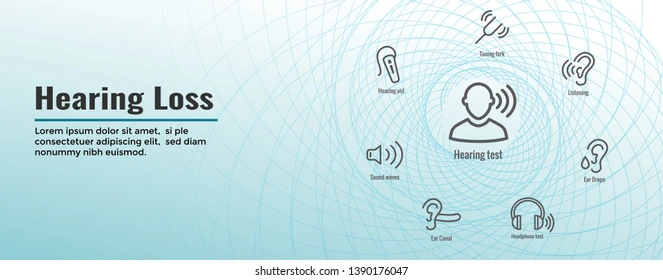 Hearing Loss
Lorem ipsum dolor sit amet, si ple
consectetuer adipiscing elit, sed diam
nonummy nibh euismod.
Tuning fork
Hearing aid
Listening
Hearing test
Sound waves
Ear Drops
Ear Canal
Headphone test
shutterstock.com · 1390176047